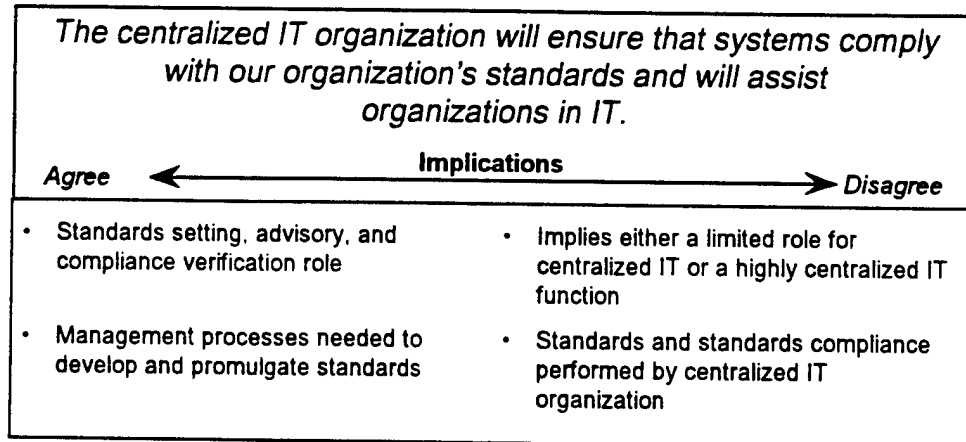 The centralized IT organization will ensure that systems comply
with our organization's standards and will assist
organizations in IT.
Implications
Agree
Disagree
• Standards setting, advisory, and
compliance verification role
• Management processes needed to
develop and promulgate standards
• Implies either a limited role for
centralized IT or a highly centralized IT
function
• Standards and standards compliance
performed by centralized IT
organization